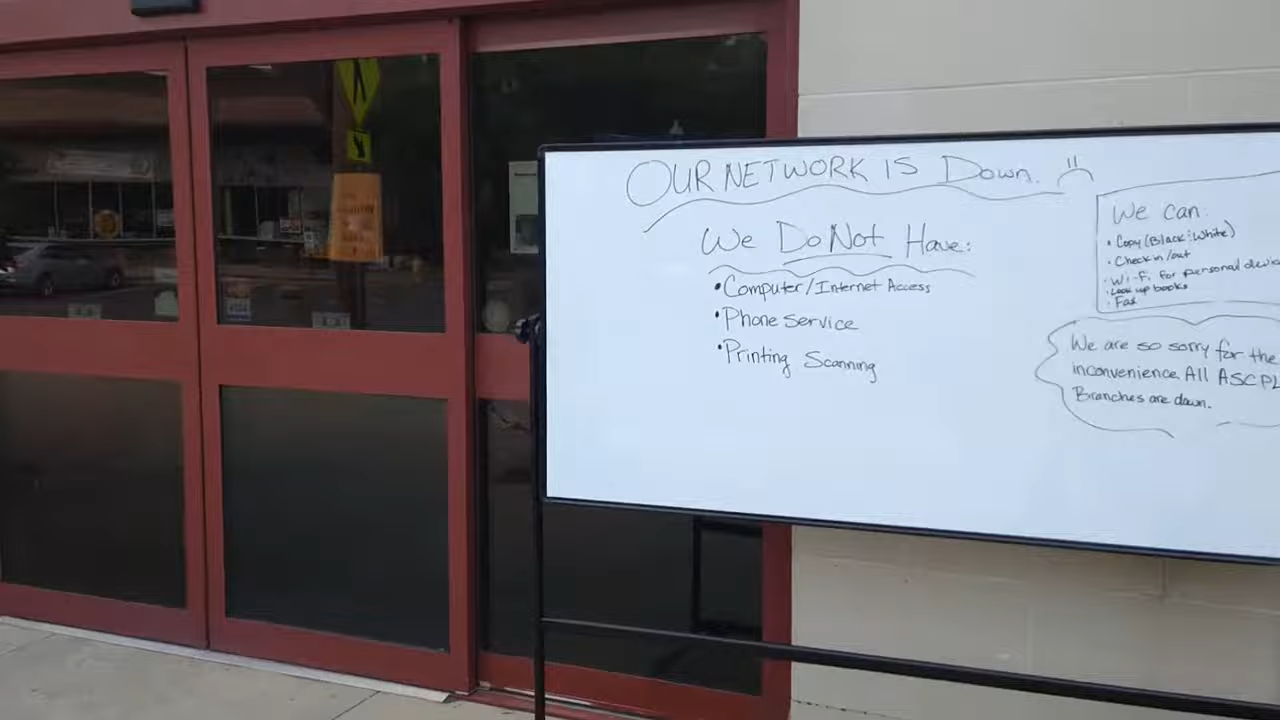 OUR NETWORK IS Down.
We Do Not Have:
• Computer/Internet Access
• Phone Service
• Printing Scanning
We can:
• Copy (Black : White)
• Check in/out
• Wi-Fi for personal devic
• Look up books
• Fax
We are so sorry for the
inconvenience. All ASCPL
Branches are down.